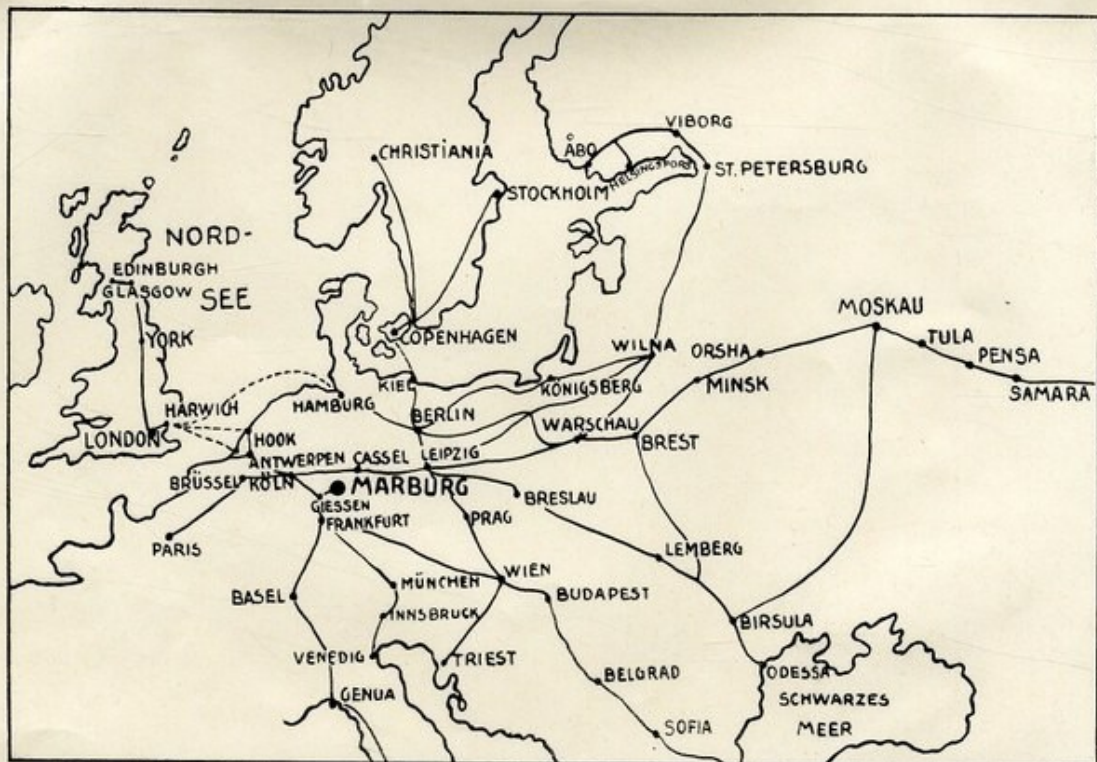 VIBORG
ÅBO
HELSINGFORS
CHRISTIANIA
ST. PETERSBURG
STOCKHOLM
NORD-
SEE
EDINBURGH
GLASGOW
MOSKAU
COPENHAGEN
YORK
WILNA
ORSHA
TULA
PENSA
KIEL
KÖNIGSBERG
MINSK
SAMARA
HAMBURG
HARWICH
BERLIN
WARSCHAU
LONDON
HOOK
BREST
ANTWERPEN
CASSEL
LEIPZIG
BRÜSSEL
KÖLN
MARBURG
BRESLAU
GIESSEN
FRANKFURT
PRAG
PARIS
LEMBERG
WIEN
MÜNCHEN
BASEL
BUDAPEST
INNSBRUCK
BIRSULA
VENEDIG
TRIEST
ODESSA
BELGRAD
GENUA
SCHWARZES
MEER
SOFIA